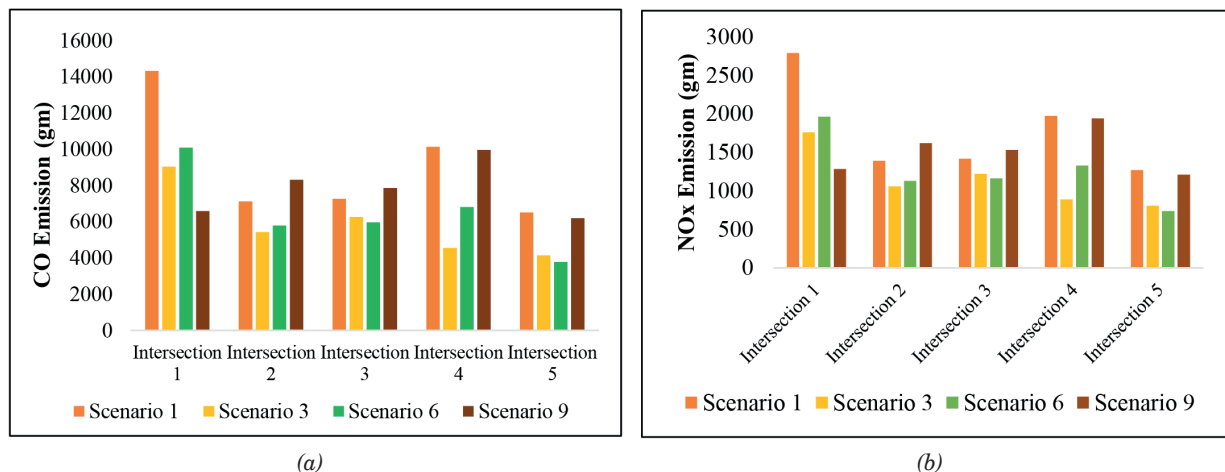 CO Emission (gm)
16000
14000
12000
10000
8000
6000
4000
2000
0
Intersection 1
Intersection 2
Intersection 3
Intersection 4
Intersection 5
Scenario 1 Scenario 3 Scenario 6 Scenario 9
(a)
NOx Emission (gm)
3000
2500
2000
1500
1000
500
0
Intersection 1
Intersection 2
Intersection 3
Intersection 4
Intersection 5
Scenario 1 Scenario 3 Scenario 6 Scenario 9
(b)